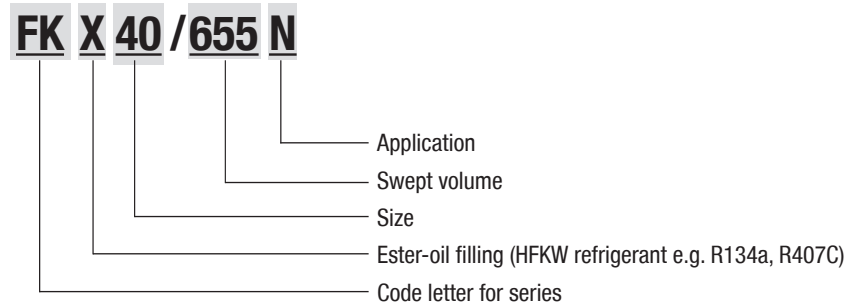 FK X 40 / 655 N
Application
Swept volume
Size
Ester-oil filling (HFKW refrigerant e.g. R134a, R407C)
Code letter for series